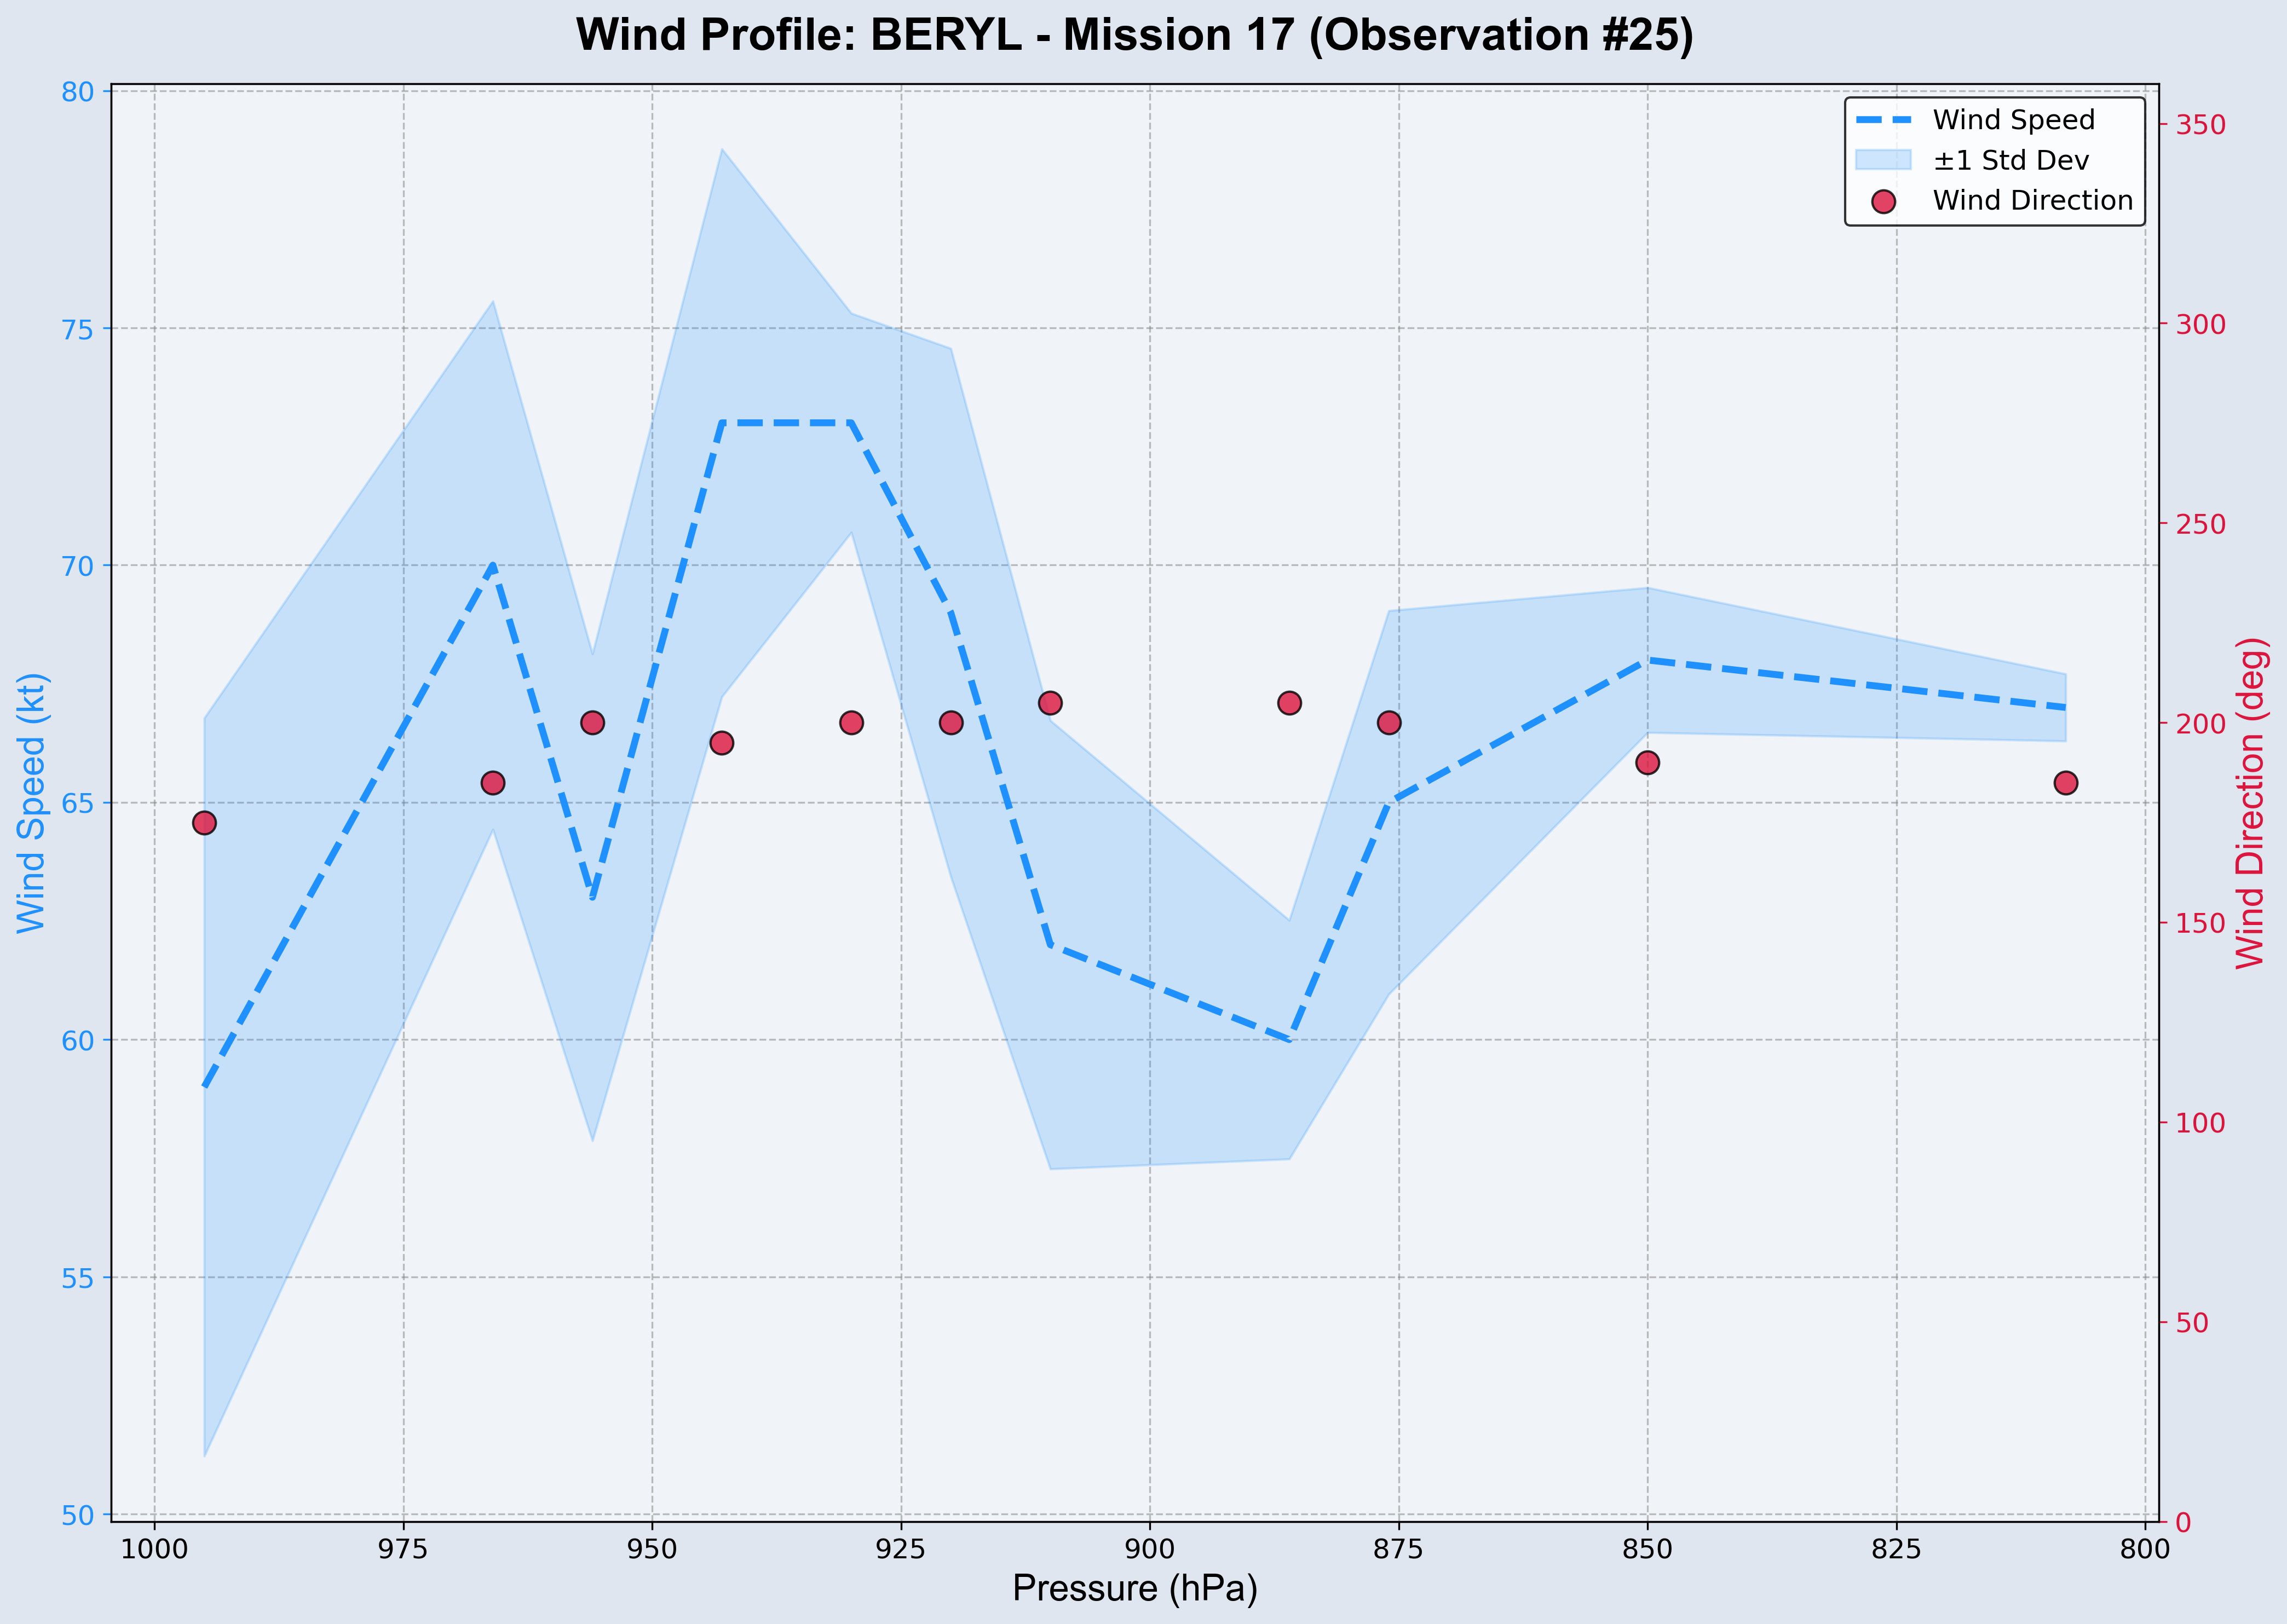 Wind Profile: BERYL - Mission 17 (Observation #25)
Wind Speed
±1 Std Dev
Wind Direction
Wind Speed (kt)
80
75
70
65
60
55
50
350
300
250
200
150
100
50
0
Wind Direction (deg)
1000 975 950 925 900 875 850 825 800
Pressure (hPa)